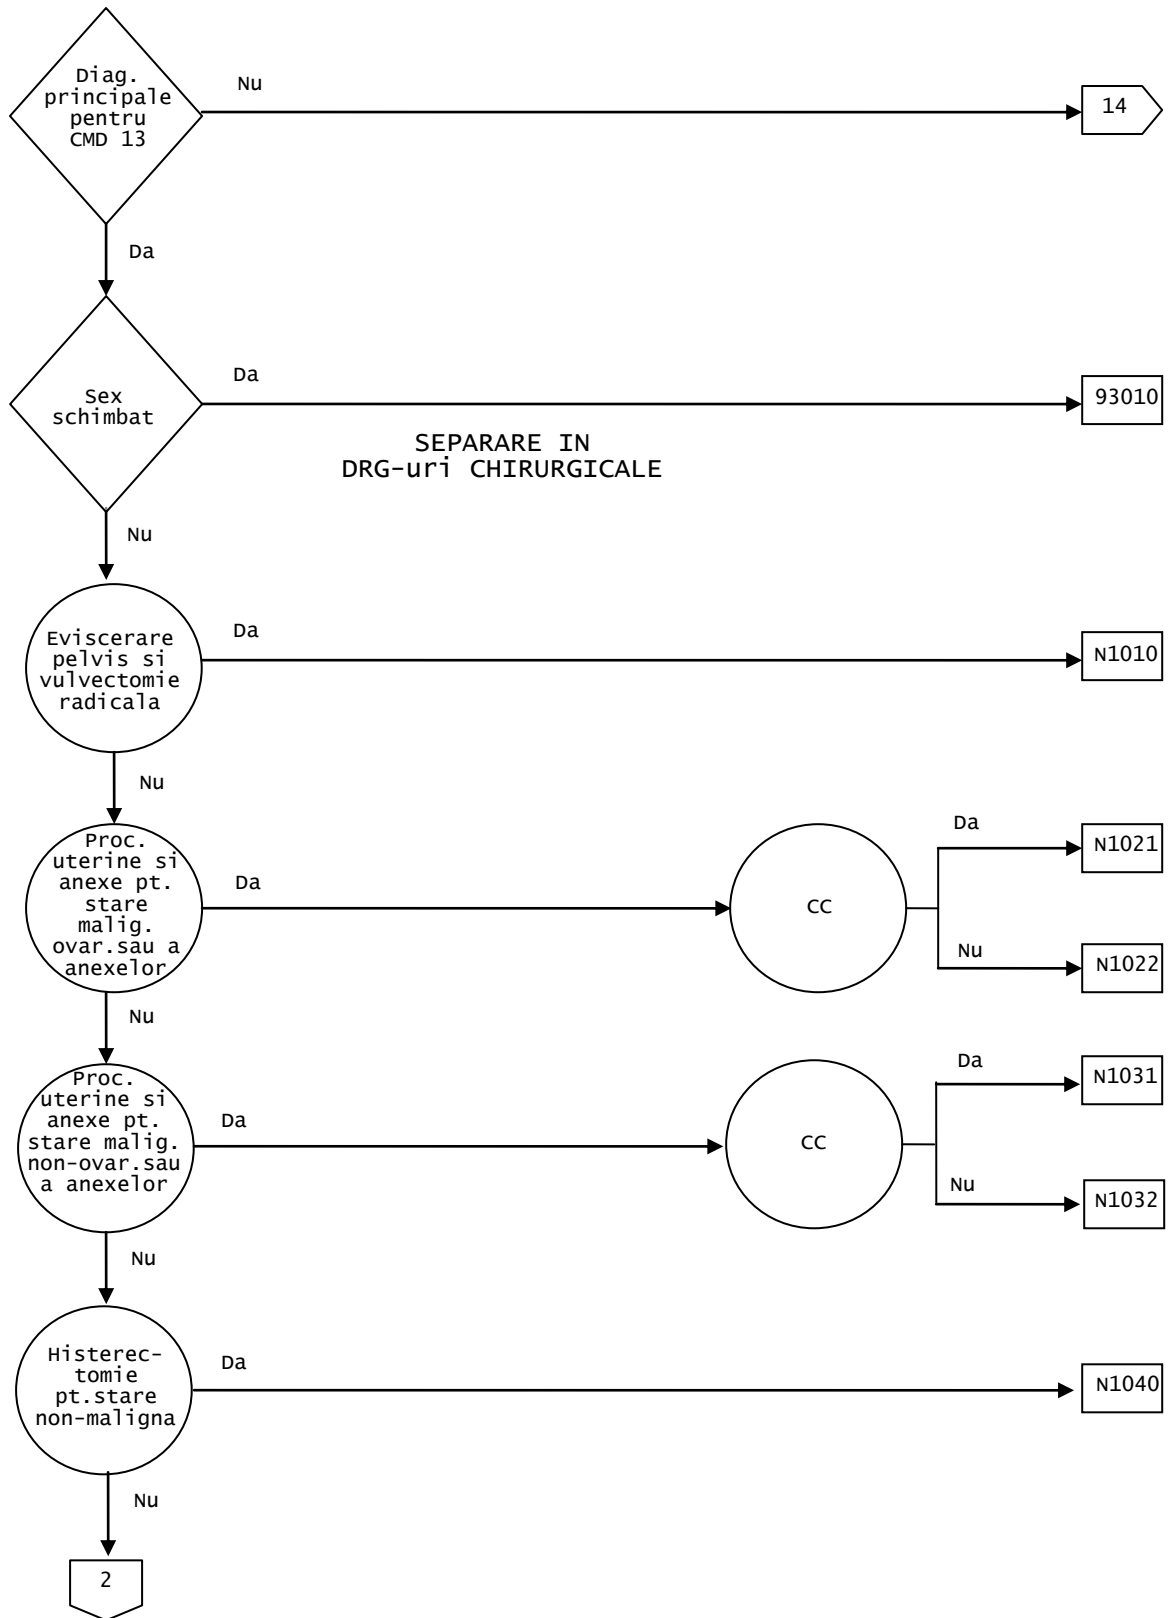 Diag.
principale
pentru
CMD 13
Nu
14
Da
Sex
schimbat
Da
93010
SEPARARE IN
DRG-uri CHIRURGICALE
Nu
Eviscerare
pelvis si
vulvectomie
radicala
Da
N1010
Nu
Proc.
uterine si
anexe pt.
stare
malig.
ovar.sau a
anexelor
Da
CC
Da
N1021
Nu
N1022
Nu
Proc.
uterine si
anexe pt.
stare malig.
non-ovar.sau
a anexelor
Da
CC
Da
N1031
Nu
N1032
Nu
Histerec-
tomie
pt.stare
non-maligna
Da
N1040
Nu
2